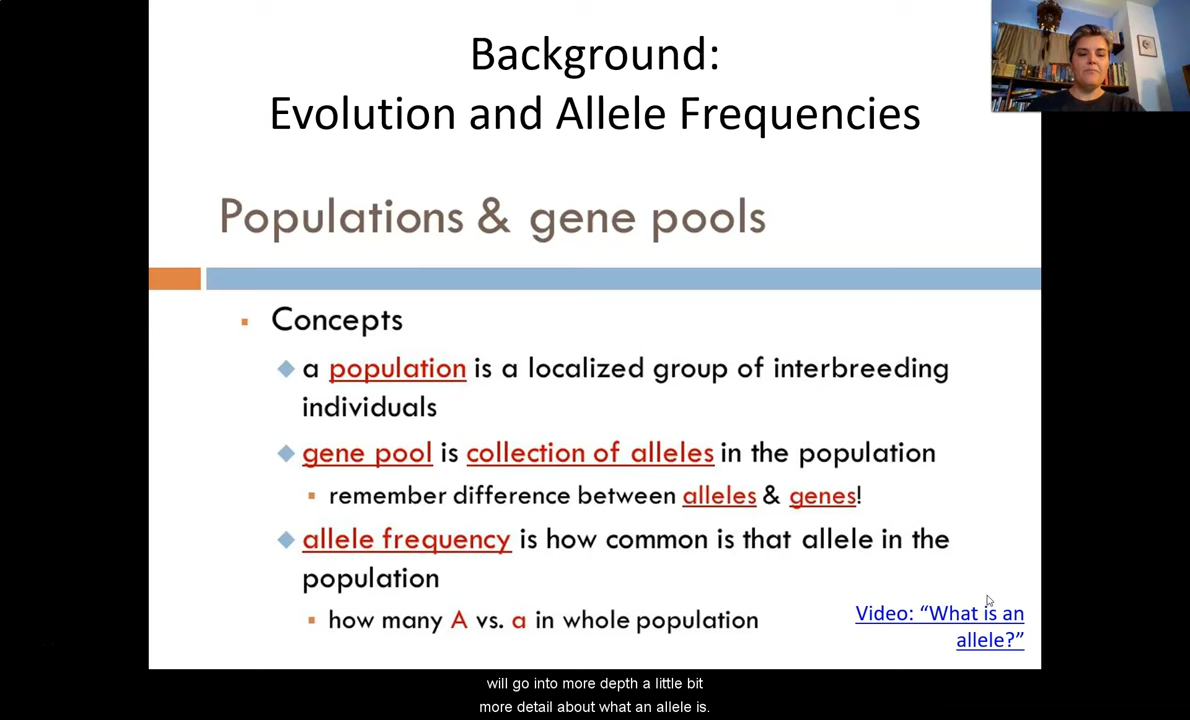 Background:
Evolution and Allele Frequencies
Populations & gene pools
Concepts
a population is a localized group of interbreeding
individuals
gene pool is collection of alleles in the population
remember difference between alleles & genes!
allele frequency is how common is that allele in the
population
how many A vs. a in whole population
Video: “What is an
allele?”
will go into more depth a little bit
more detail about what an allele is.